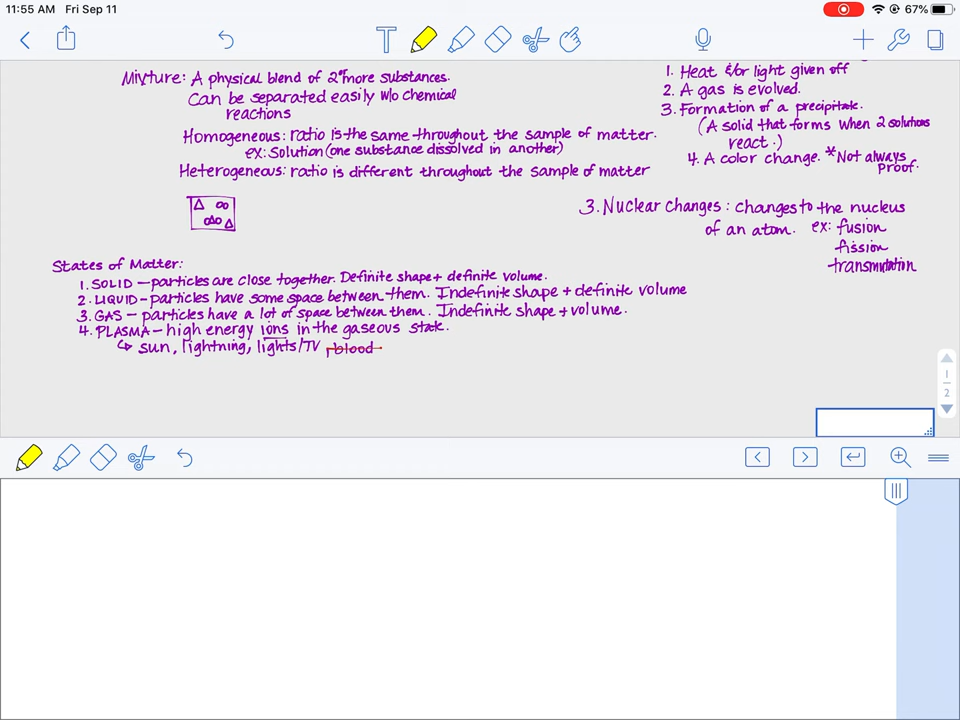 11:55 AM Fri Sep 11
67%
T
Mixture: A physical blend of 2 or more substances.
Can be separated easily w/o chemical
reactions
Homogeneous: ratio is the same throughout the sample of matter.
ex: Solution (one substance dissolved in another)
Heterogeneous: ratio is different throughout the sample of matter
States of Matter:
1. SOLID – particles are close together. Definite shape + definite volume.
2. LIQUID – particles have some space between them. Indefinite shape + definite volume
3. GAS – particles have a lot of space between them. Indefinite shape + volume.
4. PLASMA – high energy ions in the gaseous state.
↳ sun, lightning, lights/TV, blood
1. Heat &/or light given off
2. A gas is evolved.
3. Formation of a precipitate.
(A solid that forms when 2 solutions
react.)
4. A color change. *Not always
Proof.
3. Nuclear changes: changes to the nucleus
of an atom. ex: fusion
fission
transmutation
1
2